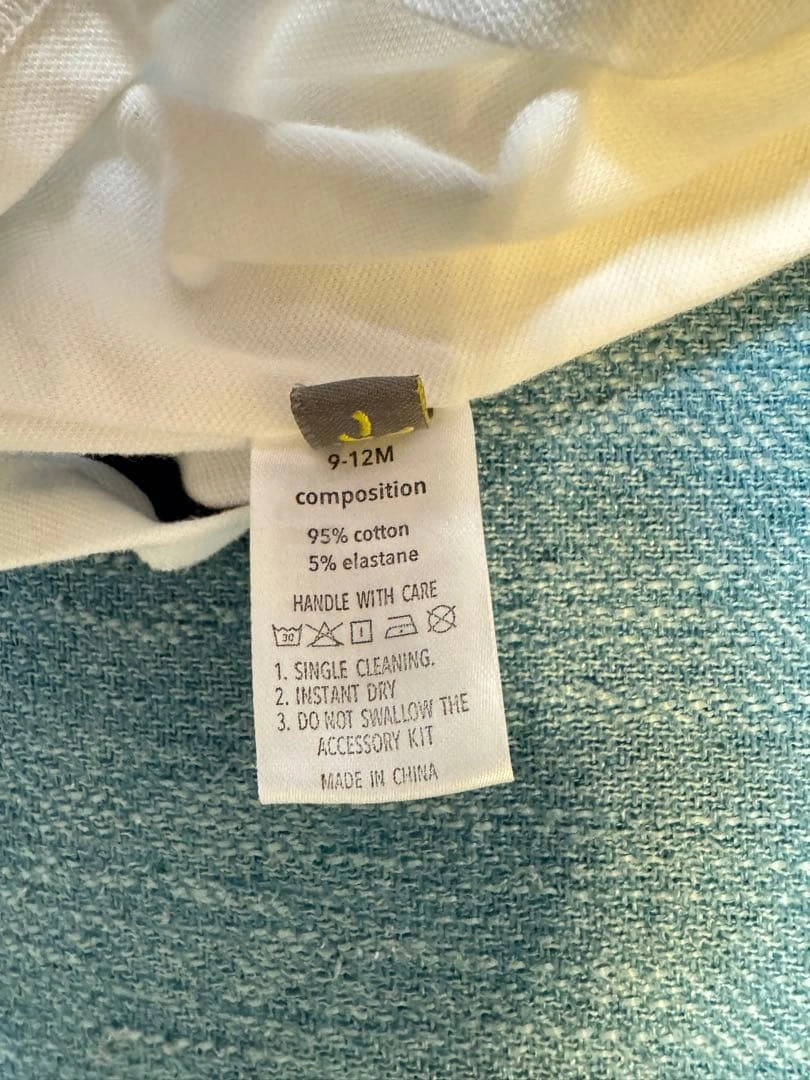 9-12M
composition
95% cotton
5% elastane
HANDLE WITH CARE
30
1. SINGLE CLEANING.
2. INSTANT DRY
3. DO NOT SWALLOW THE
ACCESSORY KIT
MADE IN CHINA